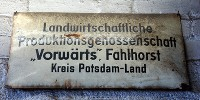 Landwirtschaftliche
Produktionsgenossenschaft
„Vorwärts", Fahlhorst
Kreis Potsdam-Land